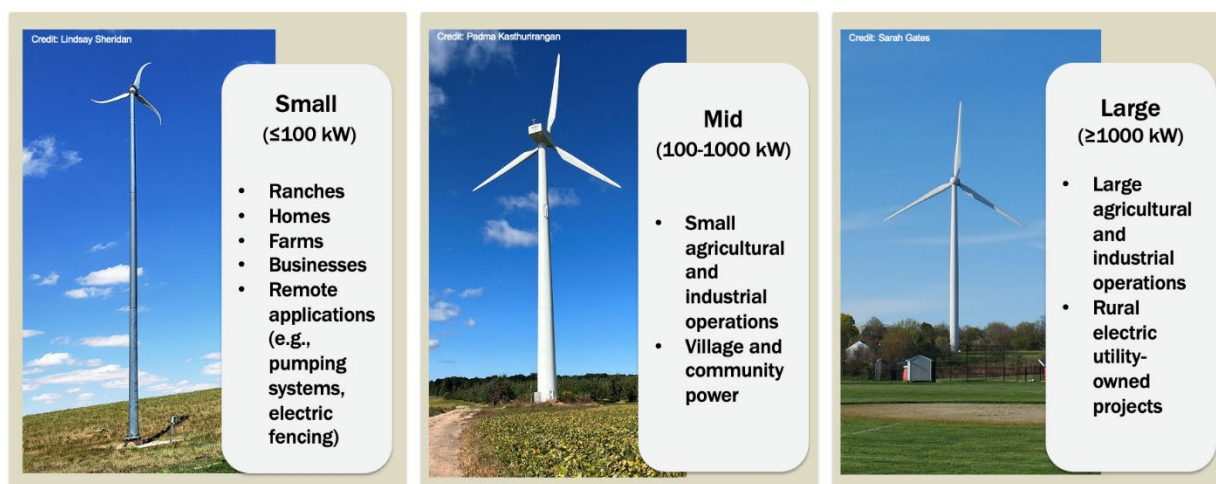 Credit: Lindsay Sheridan
Small
(≤100 kW)
• Ranches
• Homes
• Farms
• Businesses
• Remote
applications
(e.g.,
pumping
systems,
electric
fencing)
Credit: Padma Kasthurirangan
Mid
(100-1000 kW)
• Small
agricultural
and
industrial
operations
• Village and
community
power
Credit: Sarah Gates
Large
(≥1000 kW)
• Large
agricultural
and
industrial
operations
• Rural
electric
utility-
owned
projects